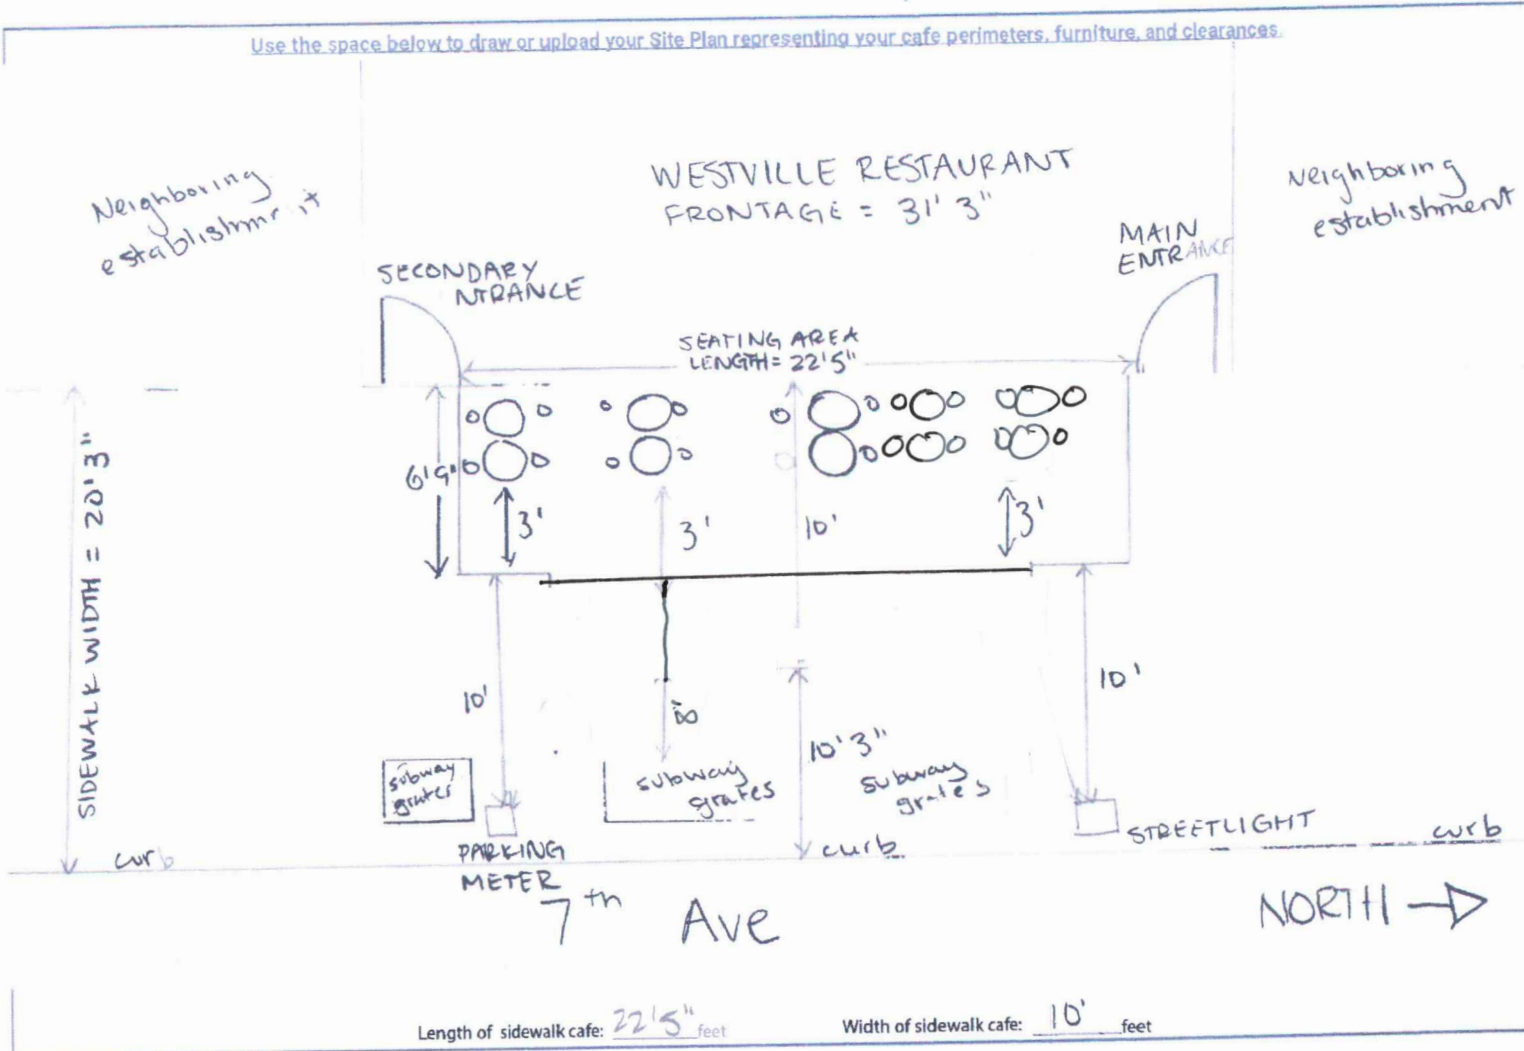 Use the space below to draw or upload your Site Plan representing your cafe perimeters, furniture, and clearances.
WESTVILLE RESTAURANT
FRONTAGE = 31' 3"
Neighboring
establishm it
Neighboring
establishment
MAIN
ENTRANCE
SECONDARY
NTRANCE
SEATING AREA
LENGTH = 22'5"
SIDEWALK WIDTH = 20' 3"
6'9"
3'
3'
10'
3'
10'
10'
10' 3"
subway
grates
subway
grates
subway
grates
PARKING
METER
STREETLIGHT
curb
curb
curb
7th Ave
NORTH
Length of sidewalk cafe: 22'5" feet
Width of sidewalk cafe: 10' feet